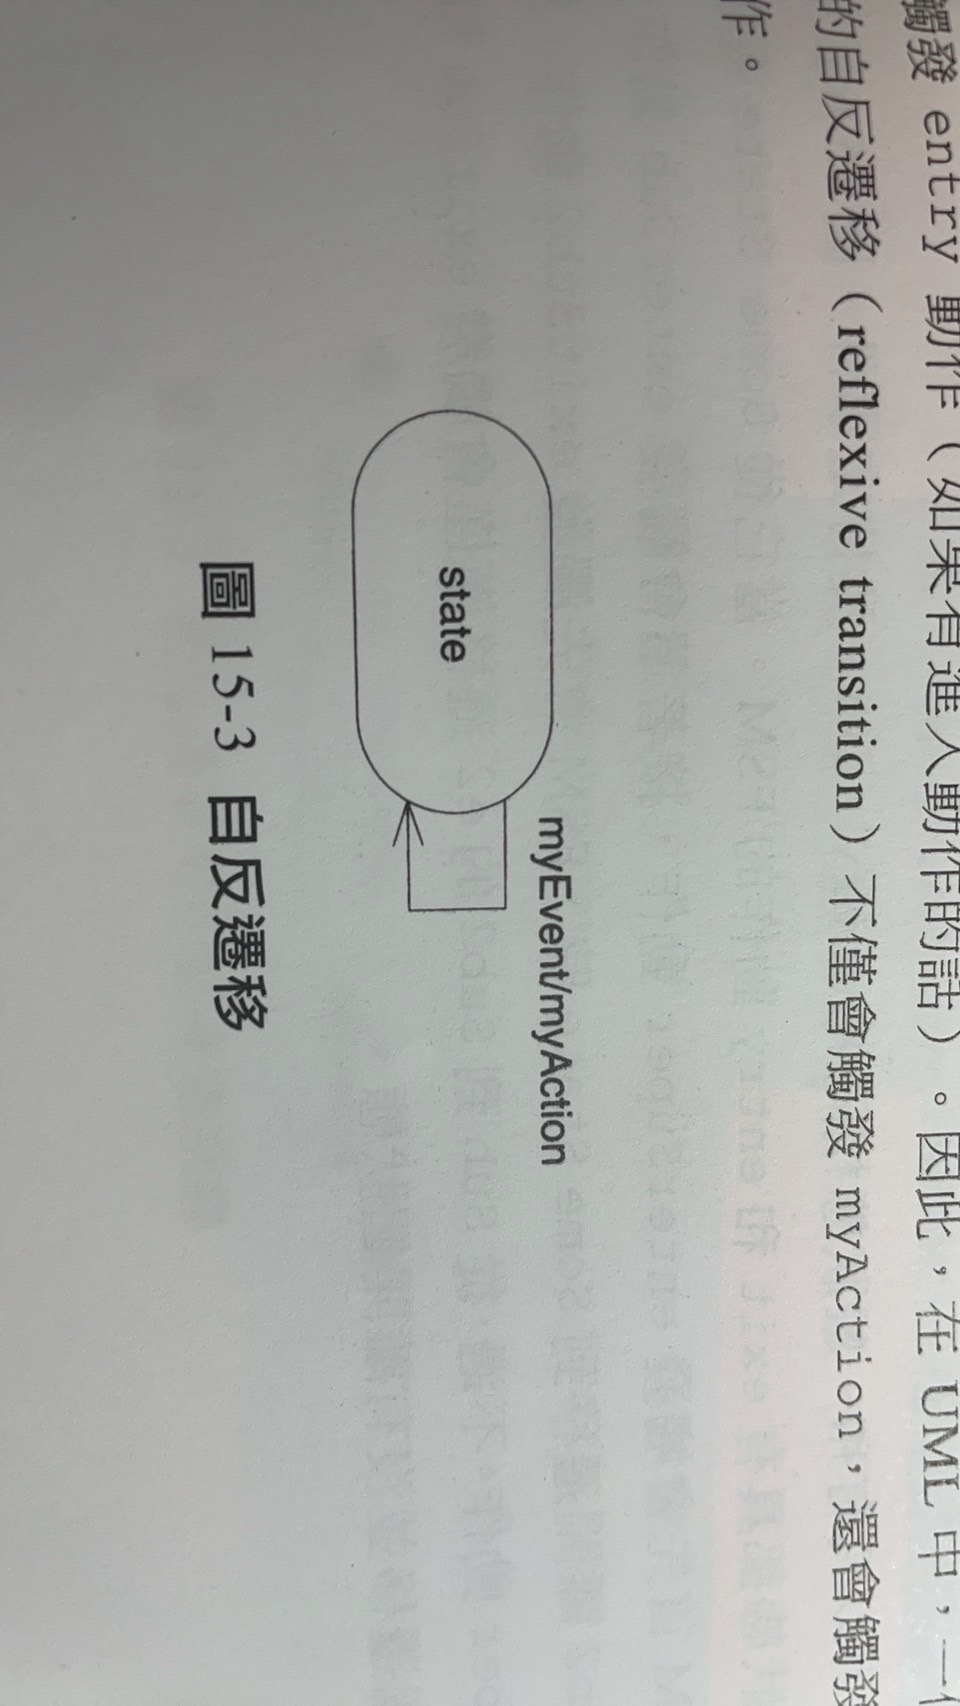 觸發 entry 動作（如果有進入動作的話）。因此，在 UML 中，一
的自反遷移（reflexive transition）不僅會觸發 myAction，還會觸發
作。
myEvent/myAction
state
圖 15-3 自反遷移